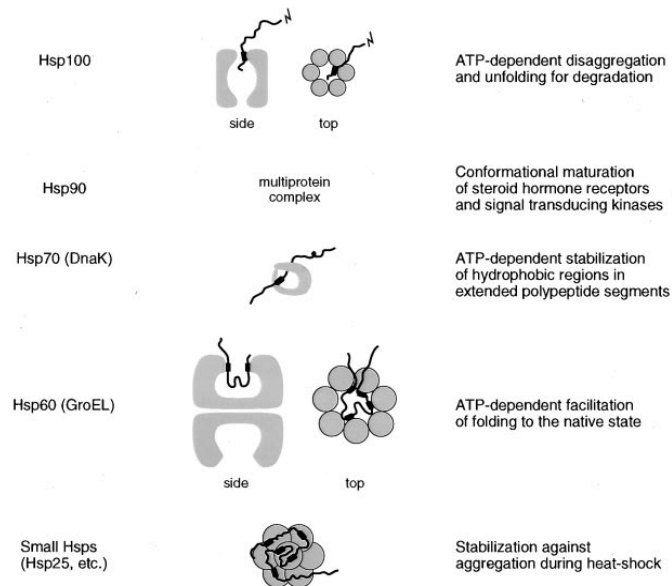 Hsp100
side
top
ATP-dependent disaggregation
and unfolding for degradation
Hsp90
multiprotein
complex
Conformational maturation
of steroid hormone receptors
and signal transducing kinases
Hsp70 (DnaK)
ATP-dependent stabilization
of hydrophobic regions in
extended polypeptide segments
Hsp60 (GroEL)
side
top
ATP-dependent facilitation
of folding to the native state
Small Hsps
(Hsp25, etc.)
Stabilization against
aggregation during heat-shock